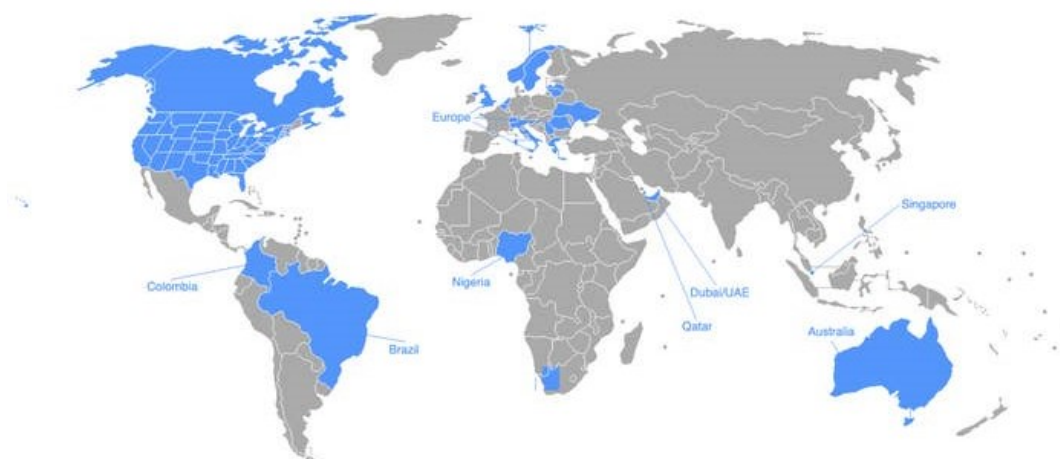 Europe
Singapore
Nigeria
Colombia
Dubai/UAE
Qatar
Australia
Brazil